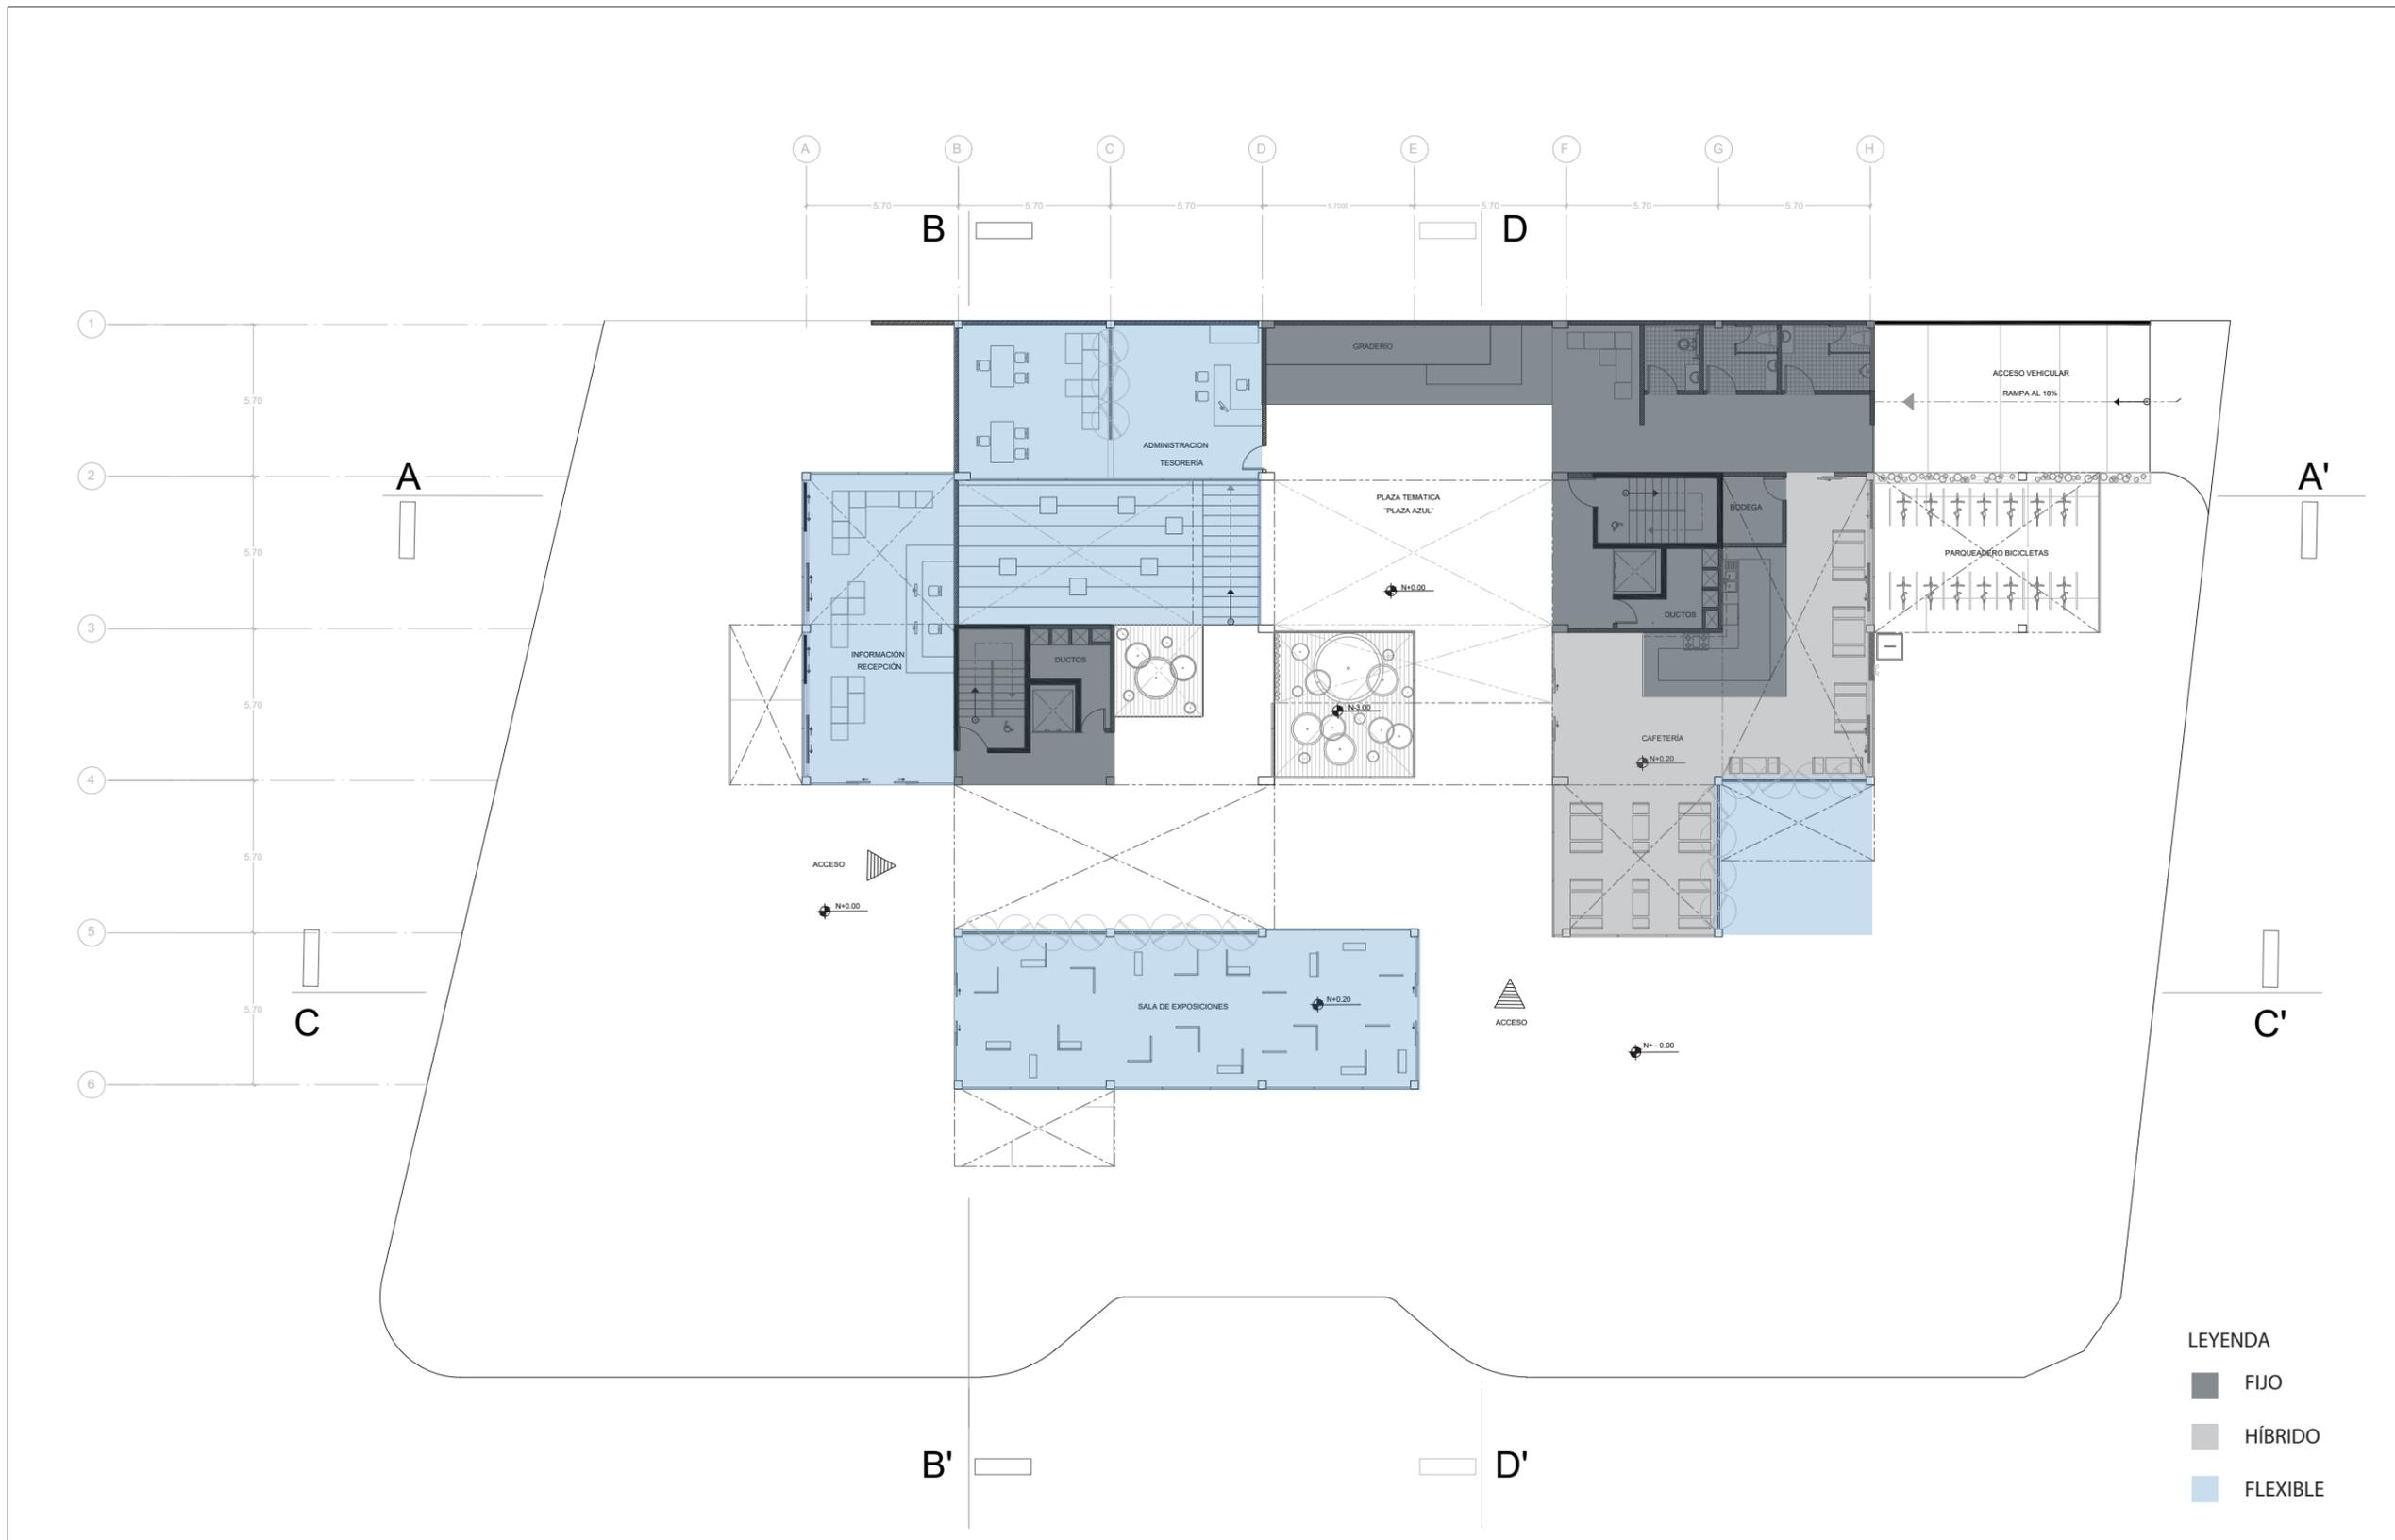 A B C D E F G H
5.70 5.70 5.70 5.7000 5.70 5.70 5.70
B D
1
GRADERÍO
ACCESO VEHICULAR
RAMPA AL 18%
5.70
ADMINISTRACION
TESORERÍA
2
A
A'
PLAZA TEMÁTICA
¨PLAZA AZUL¨
BODEGA
5.70
PARQUEADERO BICICLETAS
N+0.00
DUCTOS
3
INFORMACIÓN
RECEPCIÓN
DUCTOS
5.70
N-3.00
CAFETERÍA
N+0.20
4
5.70
ACCESO
N+0.00
5
SALA DE EXPOSICIONES
N+0.20
5.70
C
ACCESO
C'
N+ - 0.00
6
LEYENDA
FIJO
HÍBRIDO
FLEXIBLE
B' D'